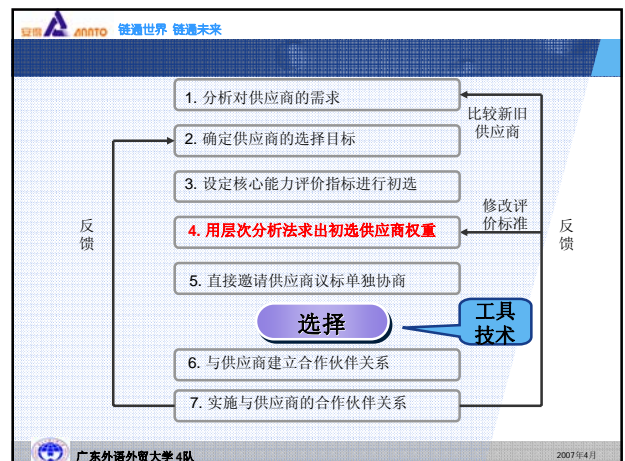 安得 ANNTO 链通世界 链通未来
1. 分析对供应商的需求
比较新旧
供应商
2. 确定供应商的选择目标
3. 设定核心能力评价指标进行初选
修改评
价标准
反
馈
4. 用层次分析法求出初选供应商权重
反
馈
5. 直接邀请供应商议标单独协商
选择
工具
技术
6. 与供应商建立合作伙伴关系
7. 实施与供应商的合作伙伴关系
广东外语外贸大学 4队
2007年4月